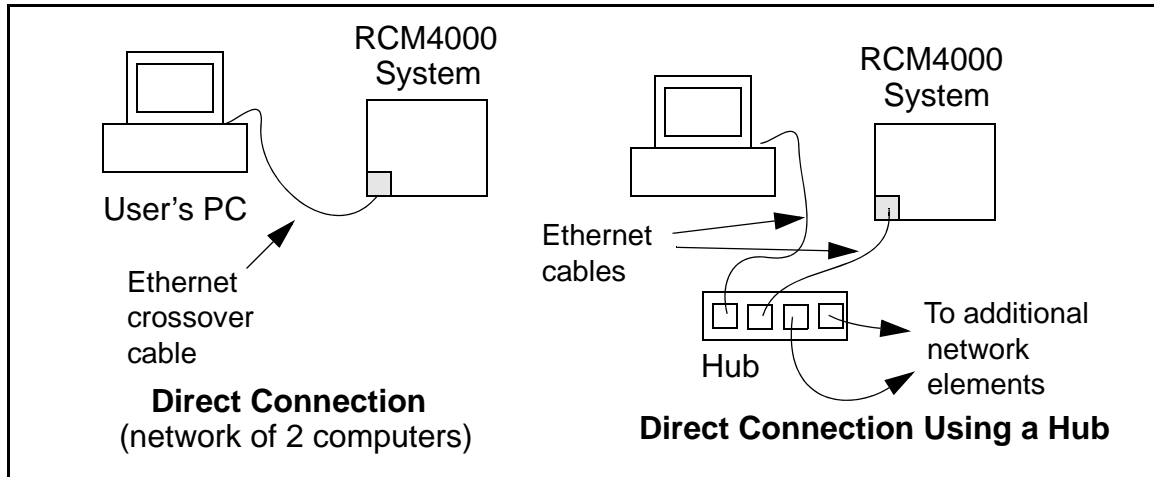 RCM4000
System
User's PC
Ethernet
crossover
cable
Direct Connection
(network of 2 computers)
RCM4000
System
Ethernet
cables
Hub
To additional
network
elements
Direct Connection Using a Hub